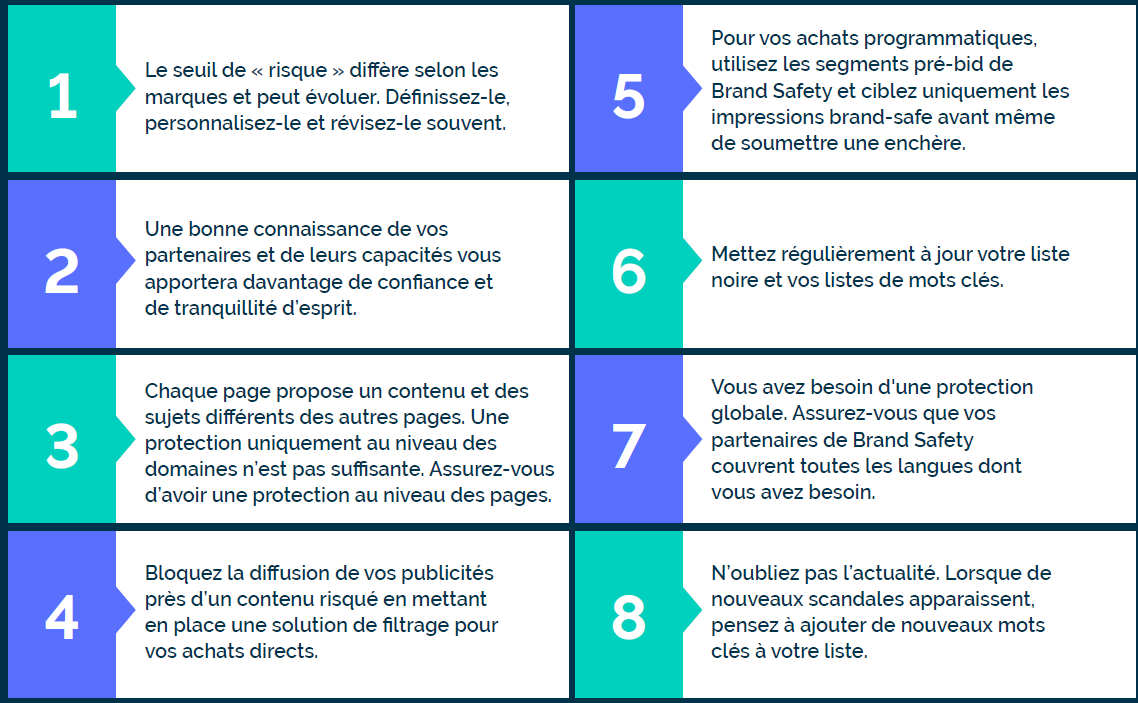 1
Le seuil de « risque » diffère selon les
marques et peut évoluer. Définissez-le,
personnalisez-le et révisez-le souvent.
2
Une bonne connaissance de vos
partenaires et de leurs capacités vous
apportera davantage de confiance et
de tranquillité d’esprit.
3
Chaque page propose un contenu et des
sujets différents des autres pages. Une
protection uniquement au niveau des
domaines n’est pas suffisante. Assurez-vous
d’avoir une protection au niveau des pages.
4
Bloquez la diffusion de vos publicités
près d’un contenu risqué en mettant
en place une solution de filtrage pour
vos achats directs.
5
Pour vos achats programmatiques,
utilisez les segments pré-bid de
Brand Safety et ciblez uniquement les
impressions brand-safe avant même
de soumettre une enchère.
6
Mettez régulièrement à jour votre liste
noire et vos listes de mots clés.
7
Vous avez besoin d'une protection
globale. Assurez-vous que vos
partenaires de Brand Safety
couvrent toutes les langues dont
vous avez besoin.
8
N’oubliez pas l’actualité. Lorsque de
nouveaux scandales apparaissent,
pensez à ajouter de nouveaux mots
clés à votre liste.